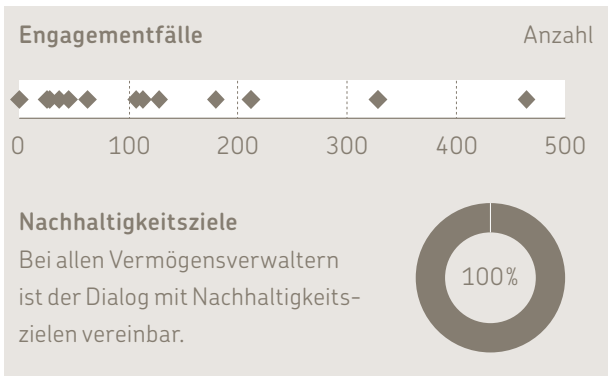 Engagementfälle Anzahl
0 100 200 300 400 500
Nachhaltigkeitsziele
Bei allen Vermögensverwaltern
ist der Dialog mit Nachhaltigkeits-
zielen vereinbar.
100%